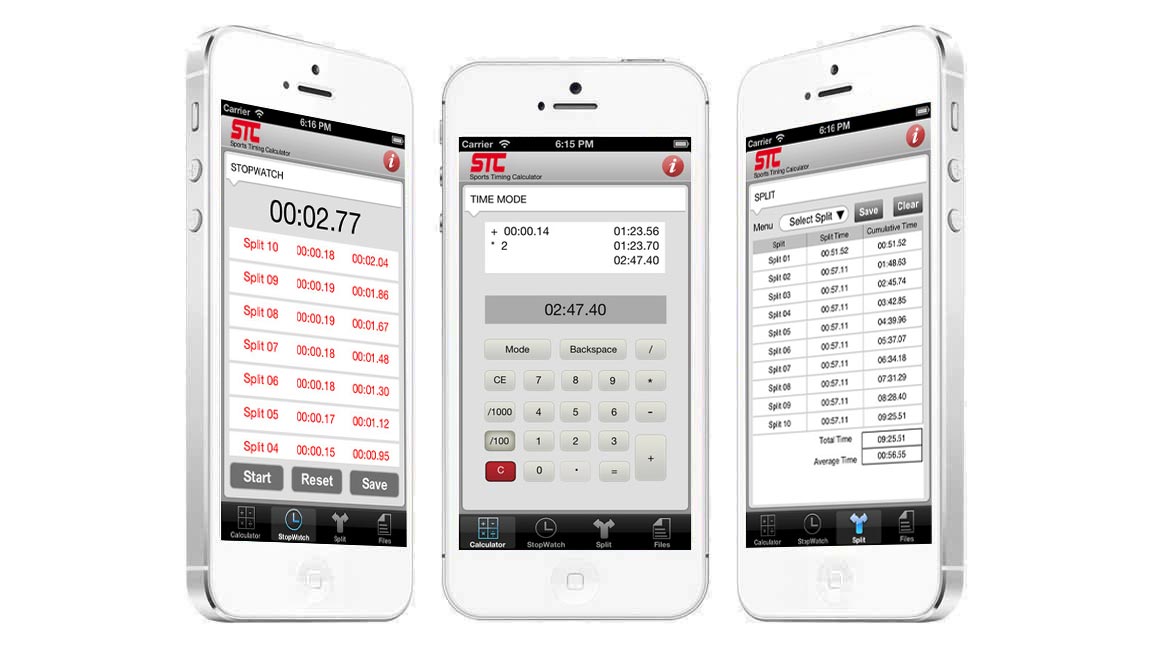 Carrier 6:16 PM
STC
Sports Timing Calculator
i
STOPWATCH
00:02.77
Split 10 00:00.18 00:02.04
Split 09 00:00.19 00:01.86
Split 08 00:00.19 00:01.67
Split 07 00:00.18 00:01.48
Split 06 00:00.18 00:01.30
Split 05 00:00.17 00:01.12
Split 04 00:00.15 00:00.95
Start Reset Save
Calculator StopWatch Split Files
Carrier 6:15 PM
STC
Sports Timing Calculator
i
TIME MODE
+ 00:00.14 01:23.56
* 2 01:23.70
02:47.40
02:47.40
Mode Backspace /
CE 7 8 9 *
/1000 4 5 6 -
/100 1 2 3 +
C 0 . =
Calculator StopWatch Split Files
Carrier 6:16 PM
STC
Sports Timing Calculator
i
SPLIT
Menu Select Split ▼ Save Clear
Split Split Time Cumulative Time
Split 01 00:51.52 00:51.52
Split 02 00:57.11 01:48.63
Split 03 00:57.11 02:45.74
Split 04 00:57.11 03:42.85
Split 05 00:57.11 04:39.96
Split 06 00:57.11 05:37.07
Split 07 00:57.11 06:34.18
Split 08 00:57.11 07:31.29
Split 09 00:57.11 08:28.40
Split 10 00:57.11 09:25.51
Total Time 09:25.51
Average Time 00:56.55
Calculator StopWatch Split Files